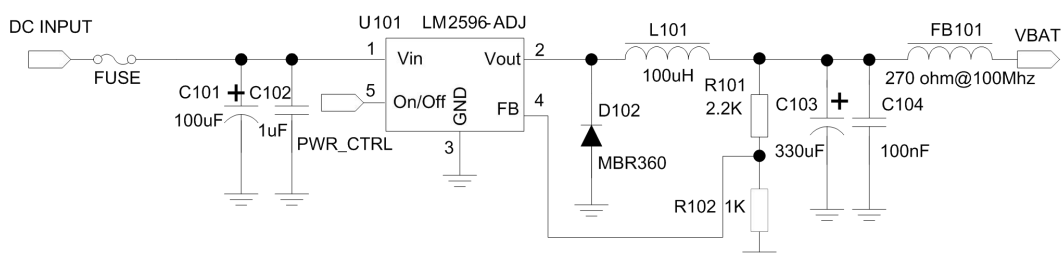 DC INPUT
FUSE
C101
100uF
+
C102
1uF
U101 LM2596-ADJ
1
Vin
Vout
2
5
On/Off
GND
FB
4
3
PWR_CTRL
D102
MBR360
L101
100uH
R101
2.2K
R102 1K
C103
+
330uF
C104
100nF
FB101
270 ohm@100Mhz
VBAT